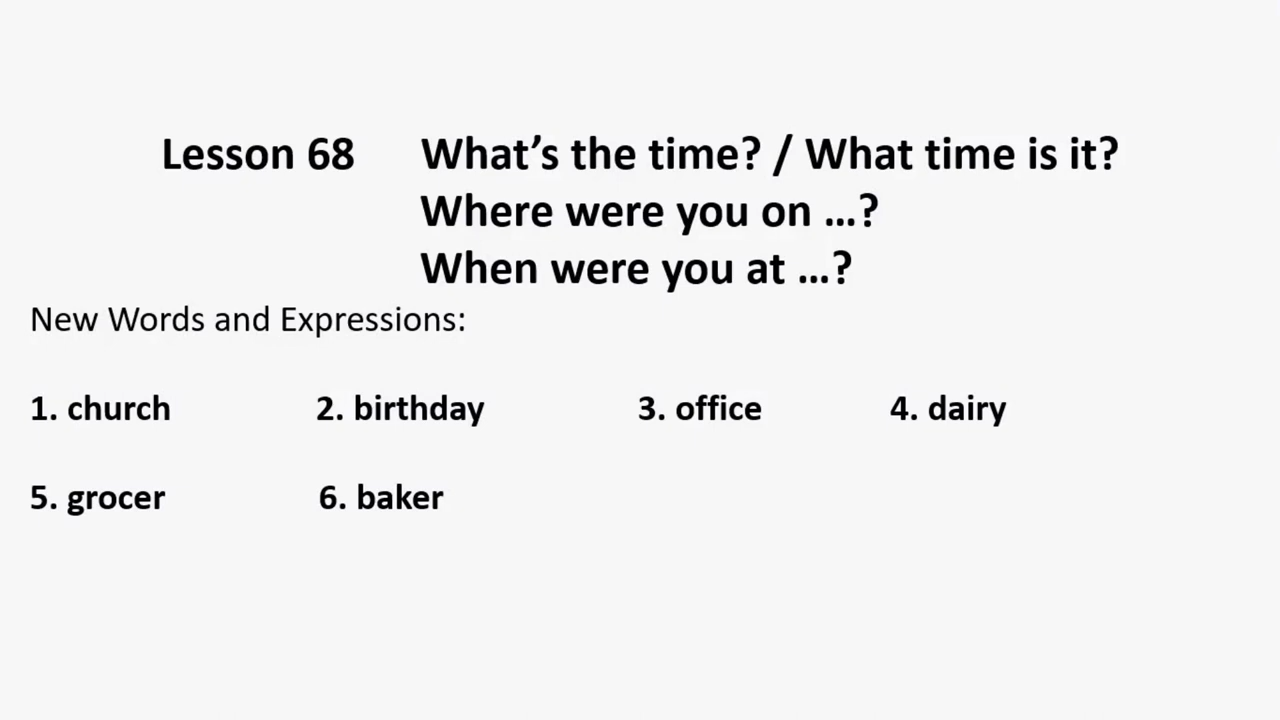 Lesson 68 What’s the time? / What time is it?
Where were you on …?
When were you at …?
New Words and Expressions:
1. church 2. birthday 3. office 4. dairy
5. grocer 6. baker